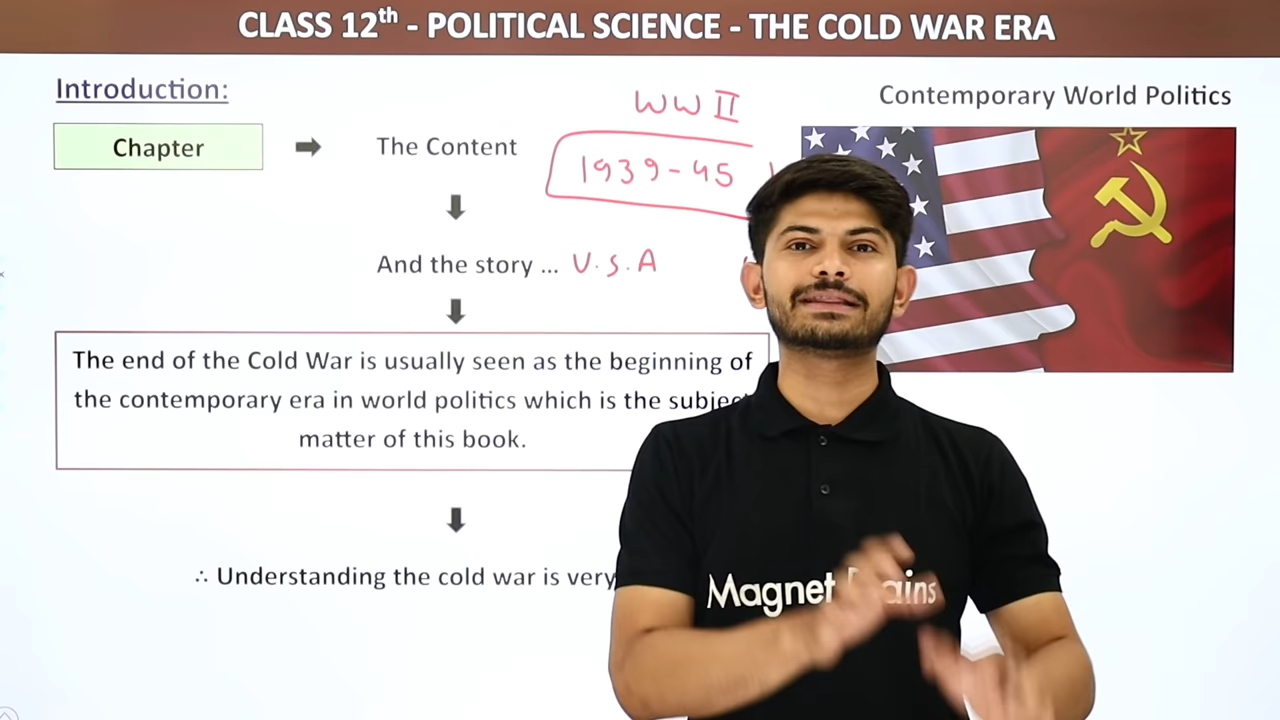 CLASS 12th - POLITICAL SCIENCE - THE COLD WAR ERA
Introduction:
Contemporary World Politics
WW II
Chapter
The Content
1939-45
And the story ... U.S.A
The end of the Cold War is usually seen as the beginning of
the contemporary era in world politics which is the subject
matter of this book.
∴ Understanding the cold war is very
Magnet Brains